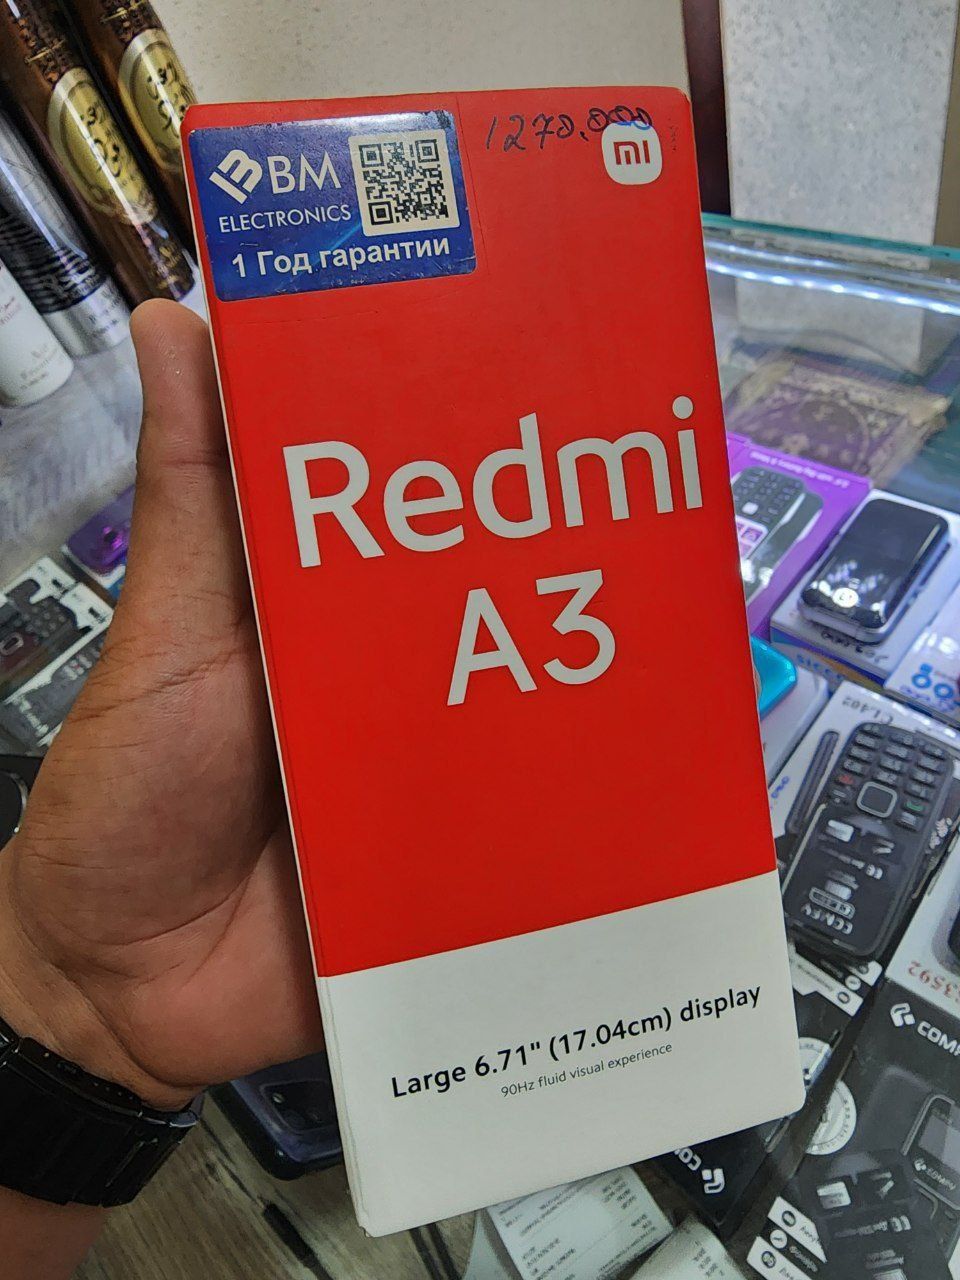 1270.000
BM
ELECTRONICS
1 Год гарантии
mi
Redmi
A3
Large 6.71" (17.04cm) display
90Hz fluid visual experience
CL402